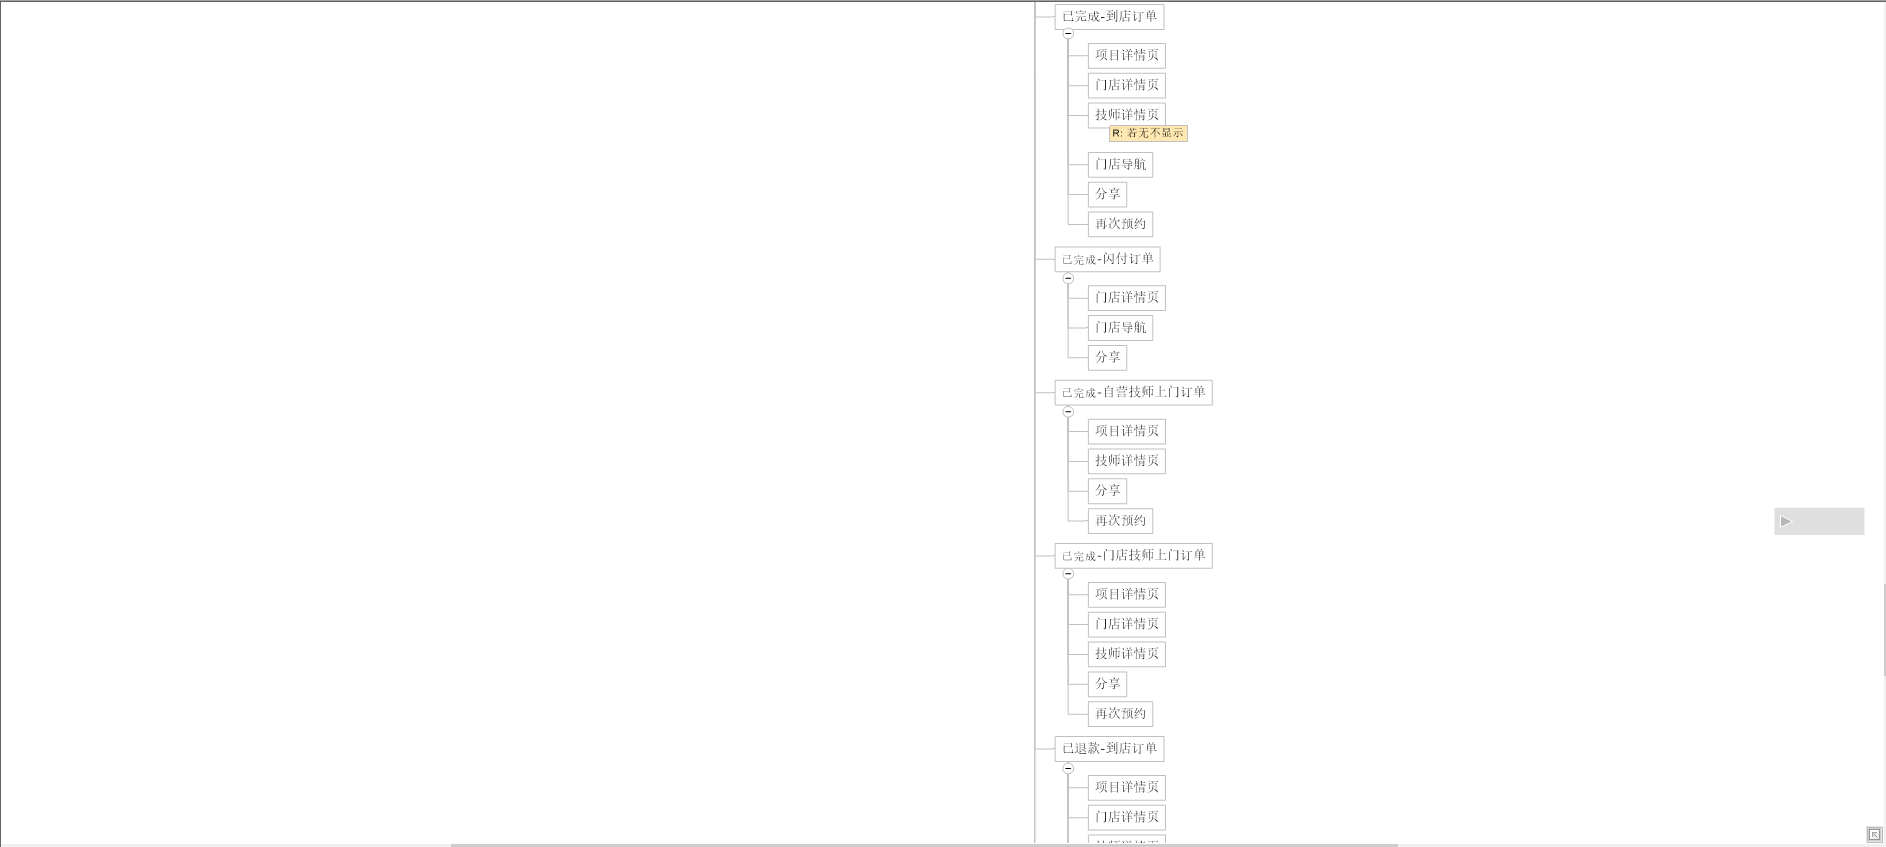 已完成-到店订单
项目详情页
门店详情页
技师详情页
R: 若无不显示
门店导航
分享
再次预约
已完成-闪付订单
门店详情页
门店导航
分享
已完成-自营技师上门订单
项目详情页
技师详情页
分享
再次预约
已完成-门店技师上门订单
项目详情页
门店详情页
技师详情页
分享
再次预约
已退款-到店订单
项目详情页
门店详情页